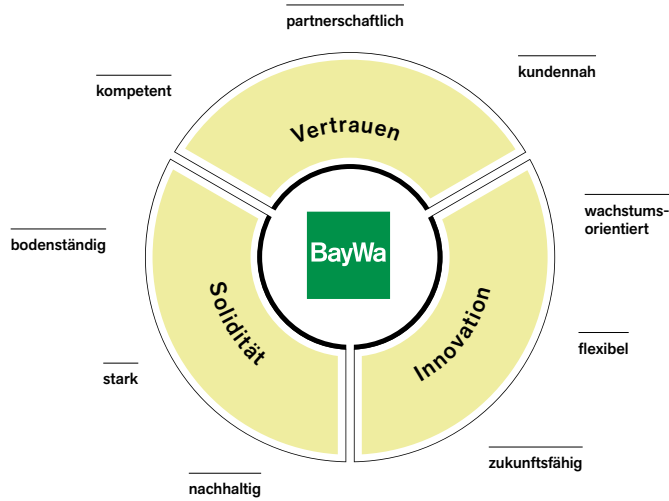 partnerschaftlich
kompetent
kundennah
Vertrauen
wachstums-
orientiert
bodenständig
BayWa
Solidität
Innovation
flexibel
stark
zukunftsfähig
nachhaltig